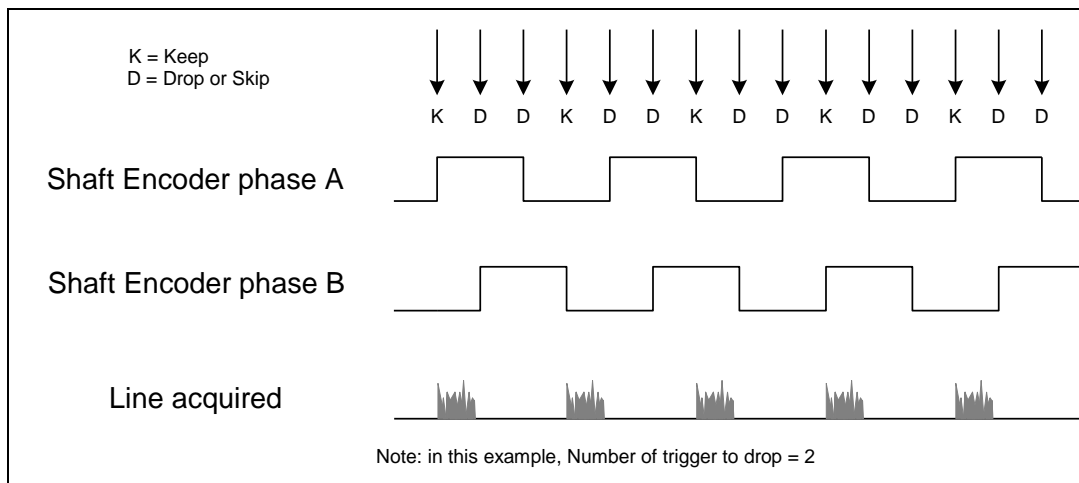 K = Keep
D = Drop or Skip
K D D K D D K D D K D D K D D
Shaft Encoder phase A
Shaft Encoder phase B
Line acquired
Note: in this example, Number of trigger to drop = 2